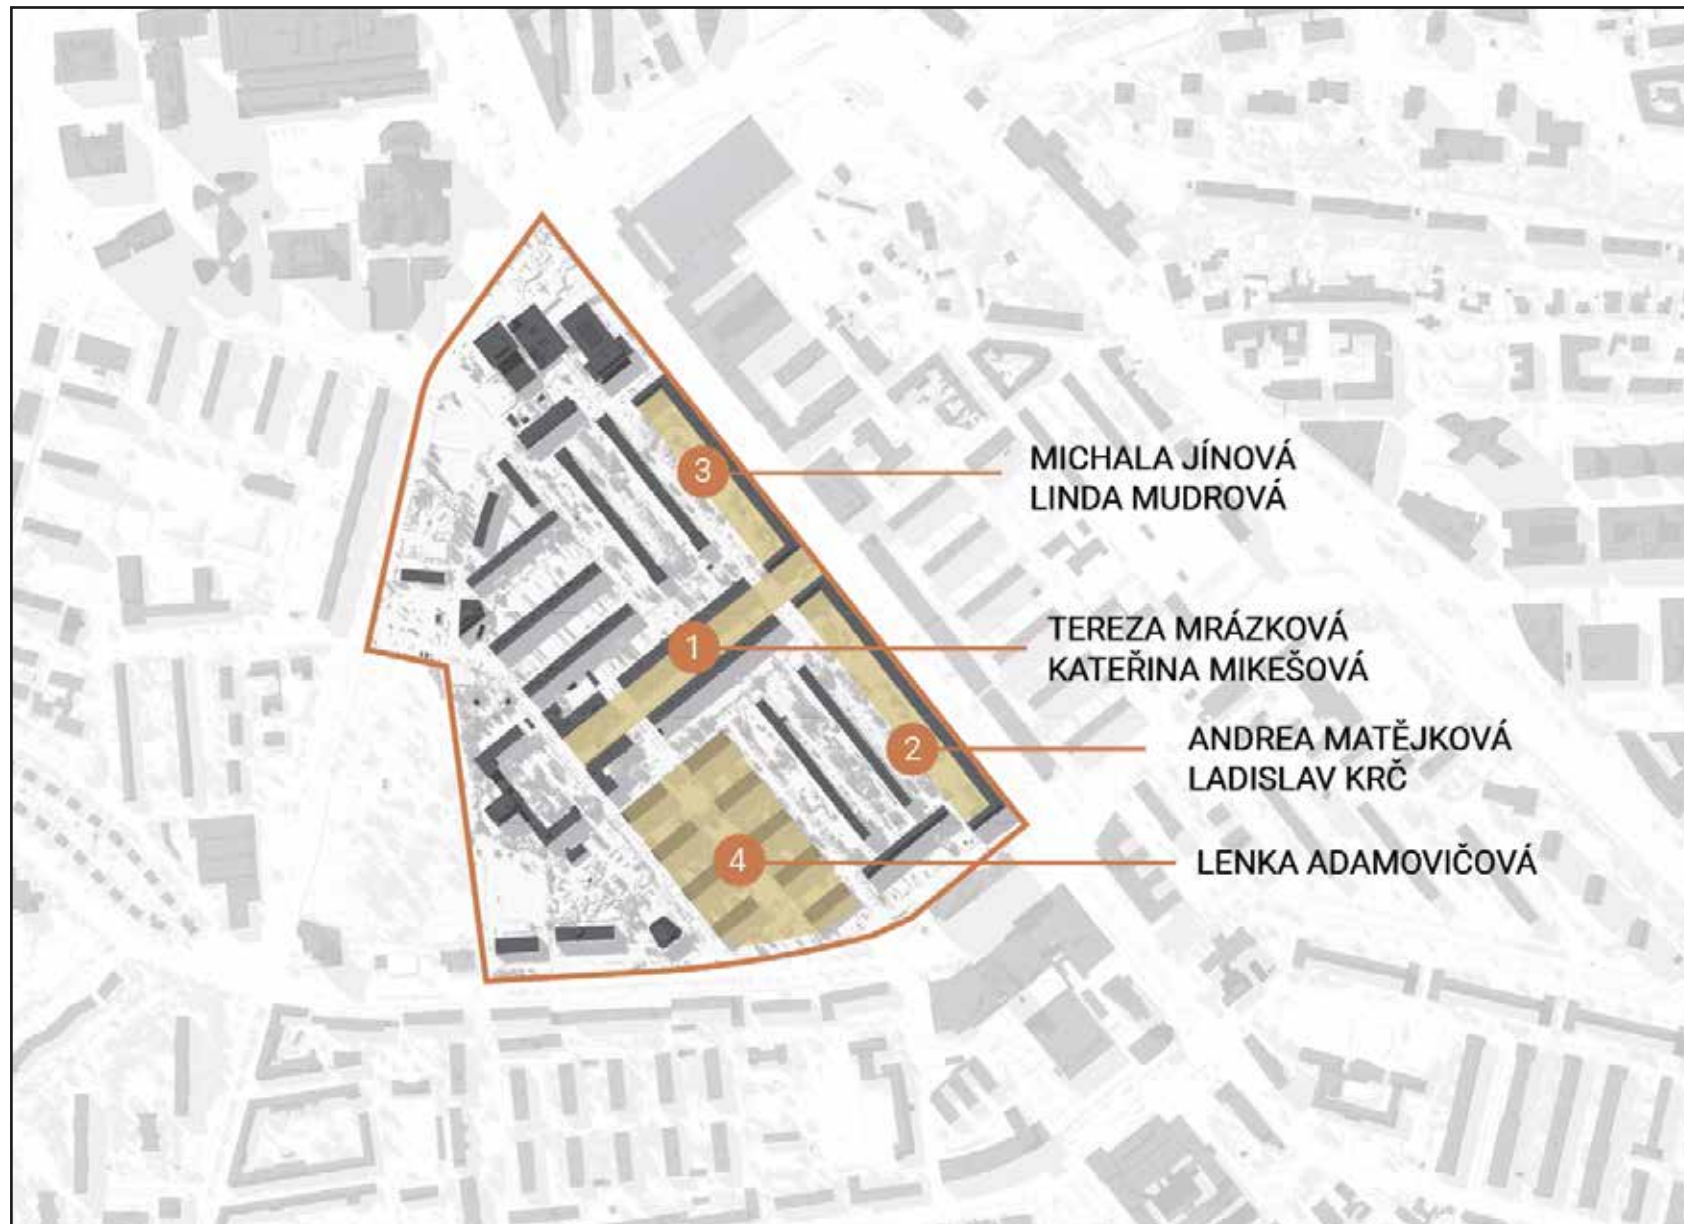 3
MICHALA JÍNOVÁ
LINDA MUDROVÁ
1
TEREZA MRÁZKOVÁ
KATEŘINA MIKEŠOVÁ
2
ANDREA MATĚJKOVÁ
LADISLAV KRČ
4
LENKA ADAMOVIČOVÁ